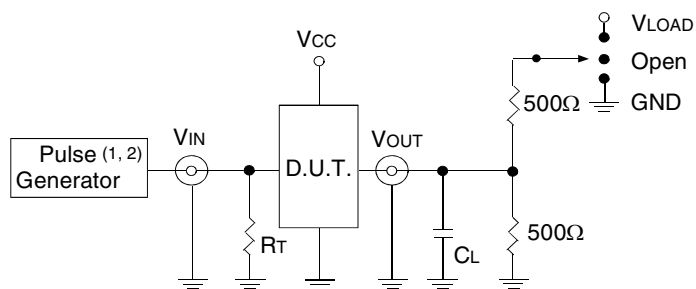 VLOAD
VCC
Open
500Ω
GND
Pulse (1, 2)
Generator
VIN
VOUT
D.U.T.
RT
CL
500Ω